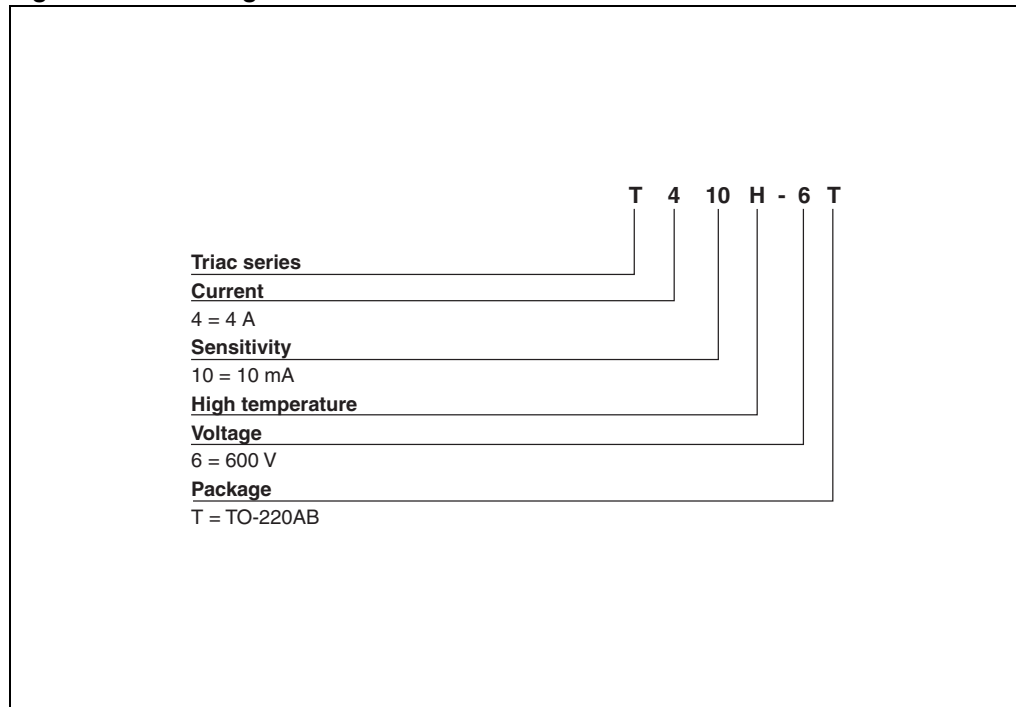 T 4 10 H - 6 T
Triac series
Current
4 = 4 A
Sensitivity
10 = 10 mA
High temperature
Voltage
6 = 600 V
Package
T = TO-220AB